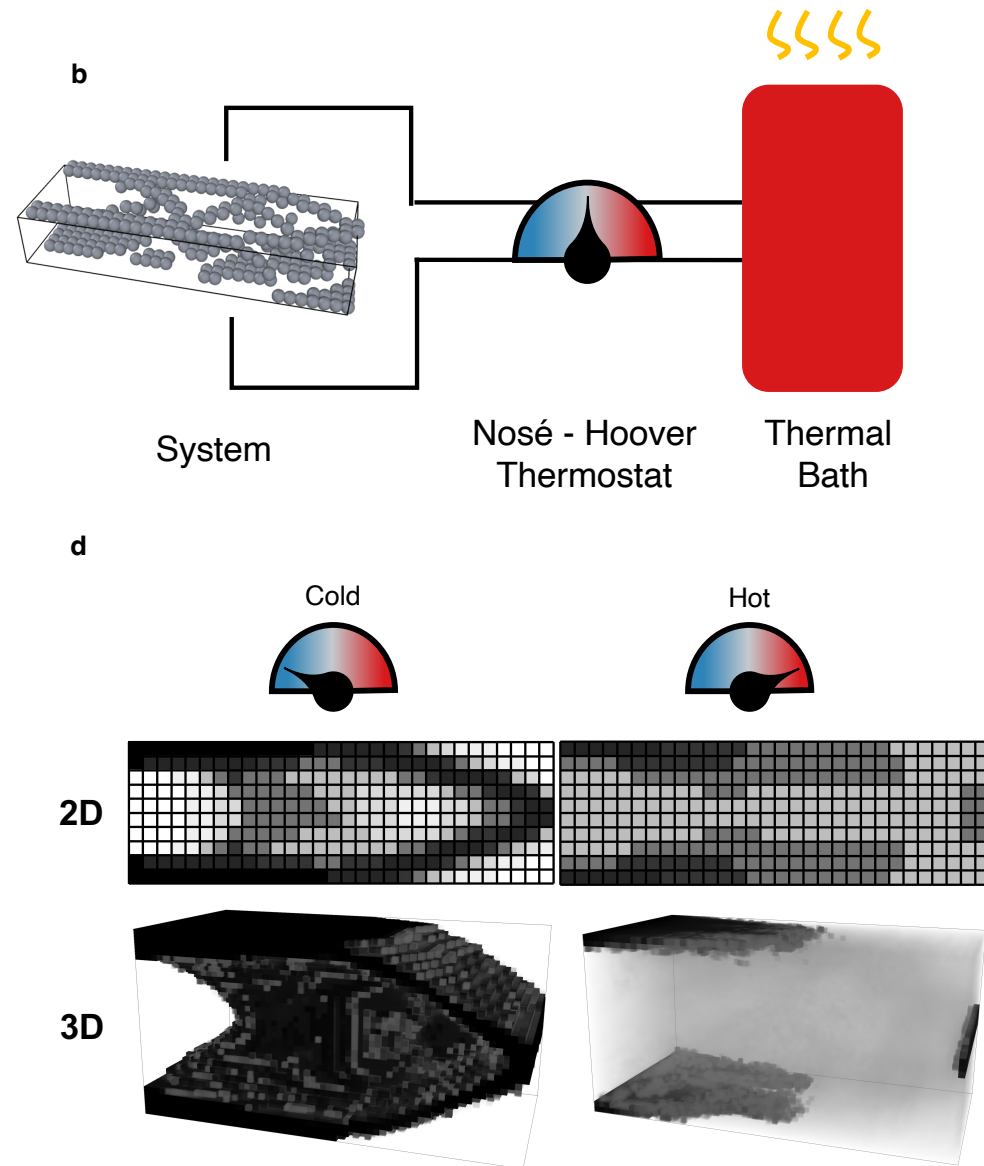 b
System
Nosé - Hoover
Thermostat
Thermal
Bath
d
Cold
Hot
2D
3D